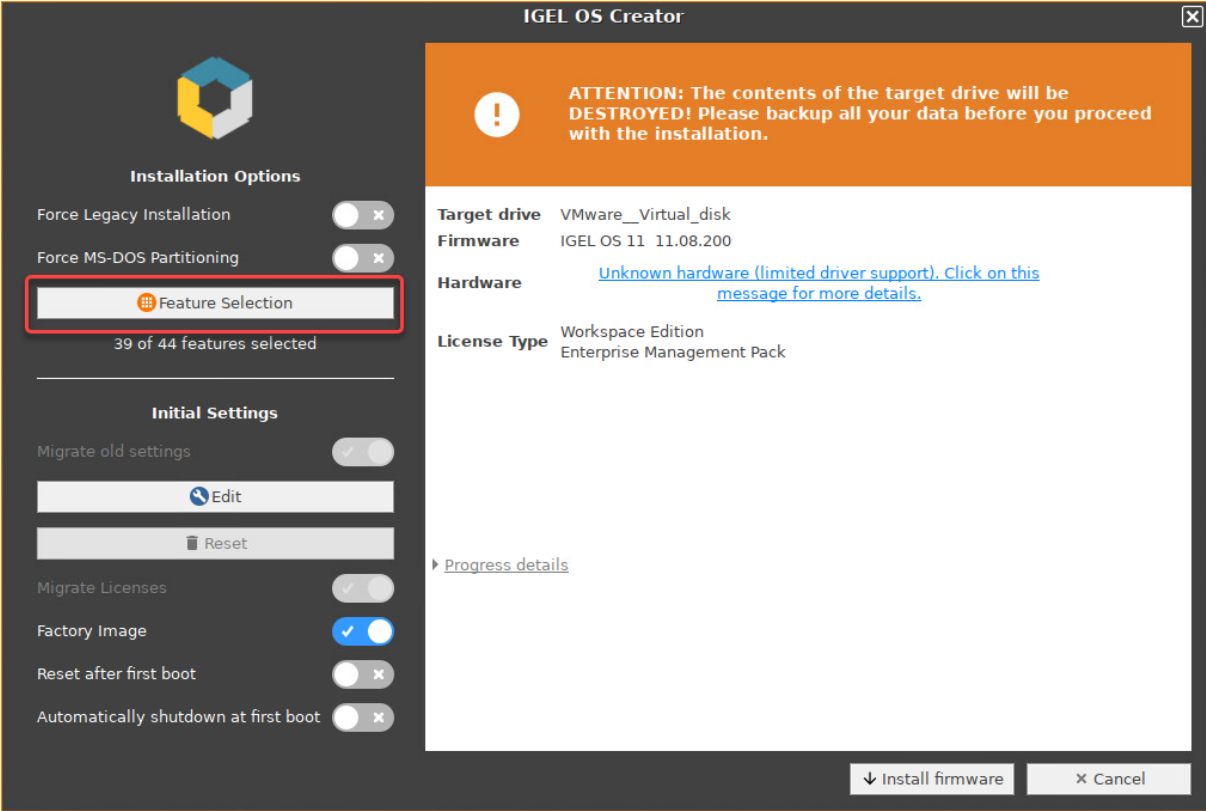 IGEL OS Creator
Installation Options
Force Legacy Installation
Force MS-DOS Partitioning
Feature Selection
39 of 44 features selected
Initial Settings
Migrate old settings
Edit
Reset
Migrate Licenses
Factory Image
Reset after first boot
Automatically shutdown at first boot
ATTENTION: The contents of the target drive will be
DESTROYED! Please backup all your data before you proceed
with the installation.
Target drive VMware__Virtual_disk
Firmware IGEL OS 11 11.08.200
Hardware Unknown hardware (limited driver support). Click on this
message for more details.
License Type Workspace Edition
Enterprise Management Pack
Progress details
Install firmware
Cancel